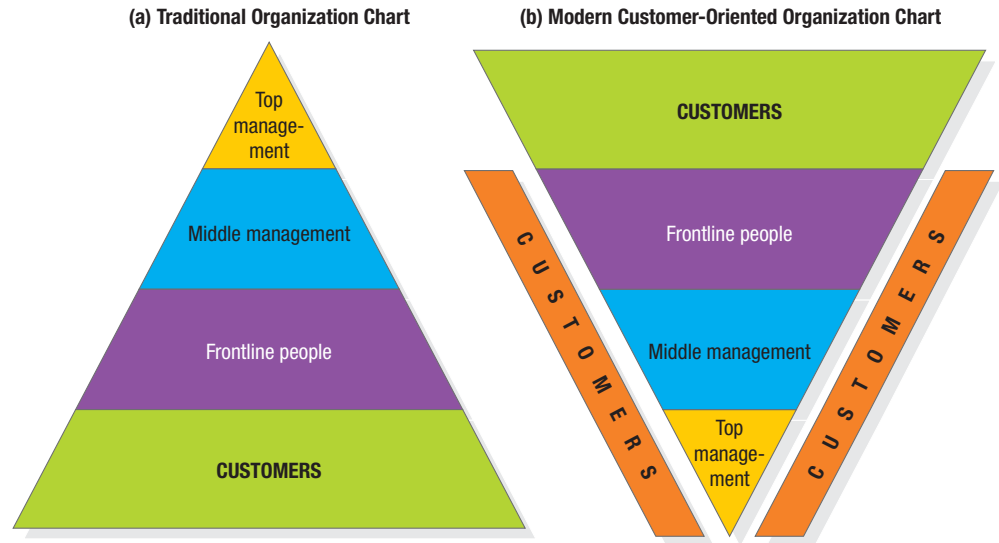 (a) Traditional Organization Chart
Top
manage-
ment
Middle management
Frontline people
CUSTOMERS
(b) Modern Customer-Oriented Organization Chart
CUSTOMERS
Frontline people
Middle management
Top
manage-
ment
CUSTOMERS
CUSTOMERS